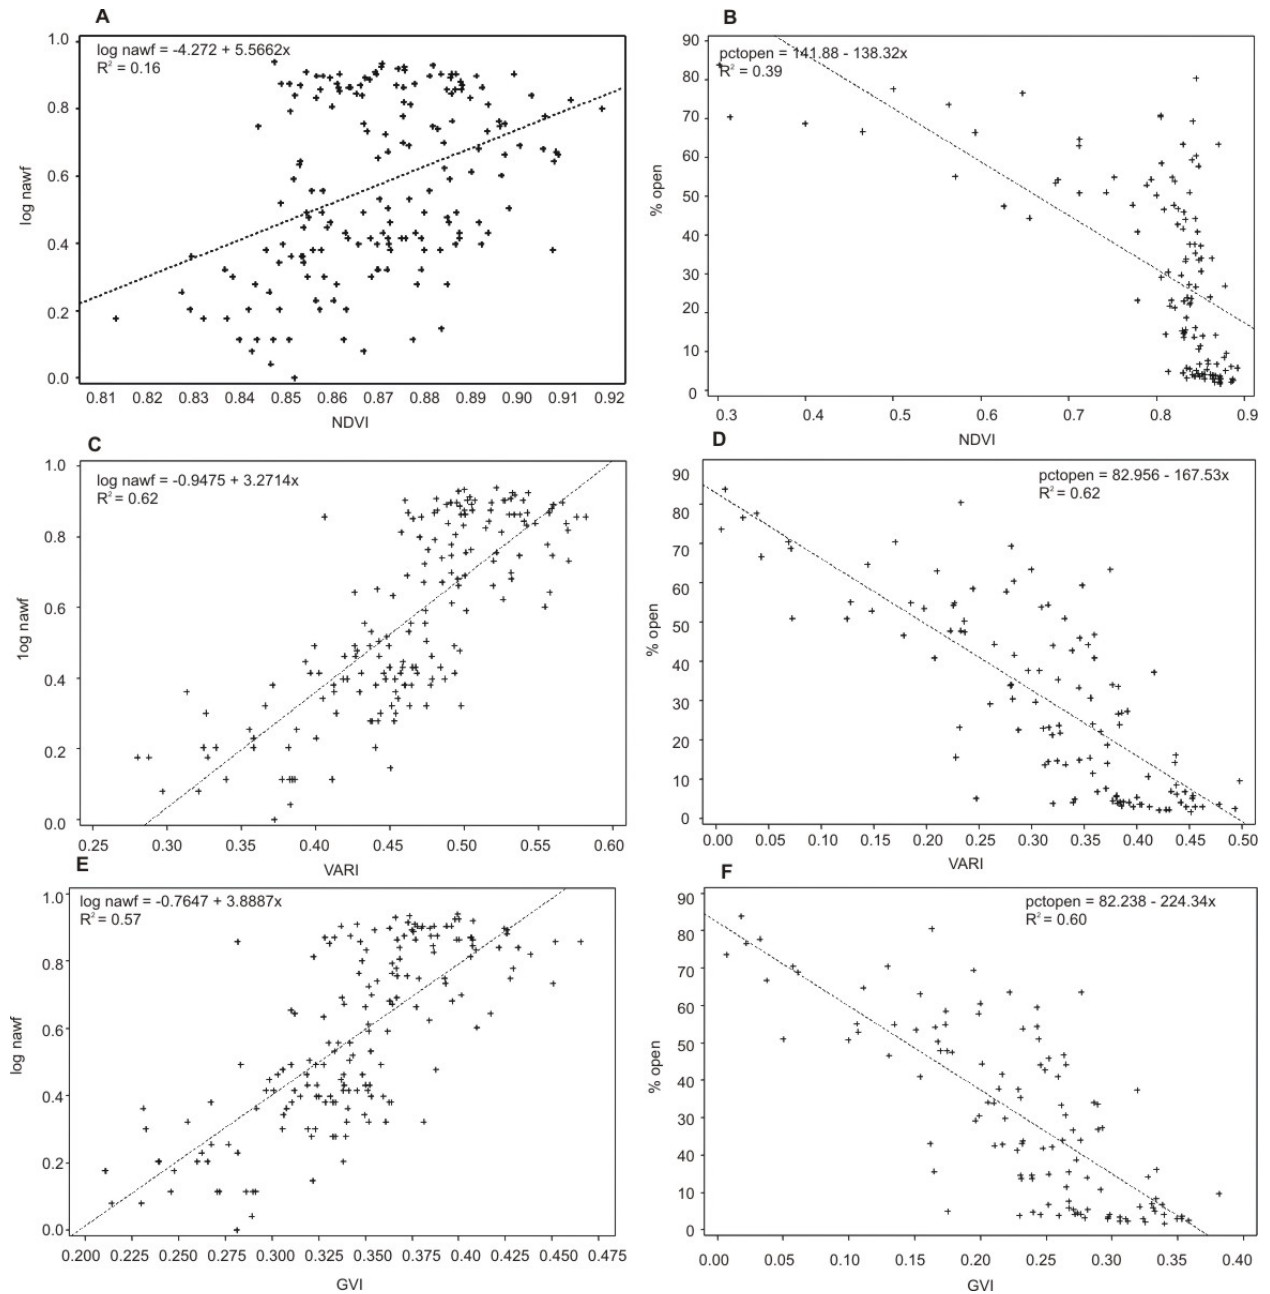 A
log nawf = -4.272 + 5.5662x
R² = 0.16
1.0
0.8
0.6
0.4
0.2
0.0
log nawf
0.81 0.82 0.83 0.84 0.85 0.86 0.87 0.88 0.89 0.90 0.91 0.92
NDVI
B
pctopen = 141.88 - 138.32x
R² = 0.39
90
80
70
60
50
40
30
20
10
0
% open
0.3 0.4 0.5 0.6 0.7 0.8 0.9
NDVI
C
log nawf = -0.9475 + 3.2714x
R² = 0.62
1.0
0.8
0.6
0.4
0.2
0.0
1og nawf
0.25 0.30 0.35 0.40 0.45 0.50 0.55 0.60
VARI
D
pctopen = 82.956 - 167.53x
R² = 0.62
90
80
70
60
50
40
30
20
10
0
% open
0.00 0.05 0.10 0.15 0.20 0.25 0.30 0.35 0.40 0.45 0.50
VARI
E
log nawf = -0.7647 + 3.8887x
R² = 0.57
1.0
0.8
0.6
0.4
0.2
0.0
log nawf
0.200 0.225 0.250 0.275 0.300 0.325 0.350 0.375 0.400 0.425 0.450 0.475
GVI
F
pctopen = 82.238 - 224.34x
R² = 0.60
90
80
70
60
50
40
30
20
10
0
% open
0.00 0.05 0.10 0.15 0.20 0.25 0.30 0.35 0.40
GVI